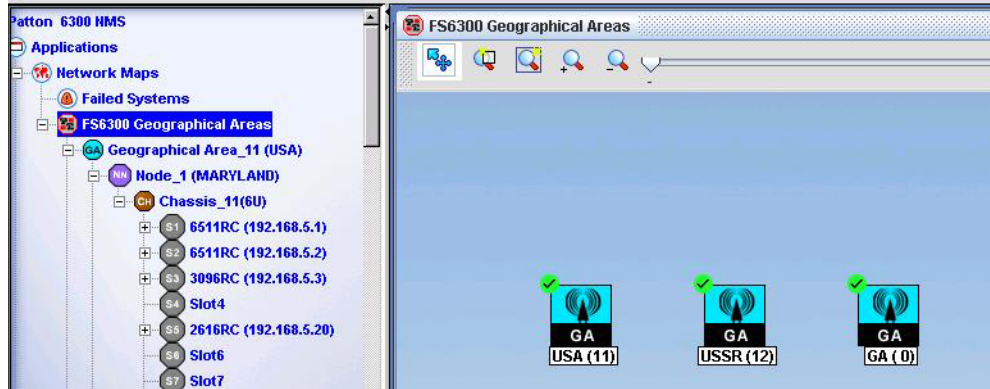 Patton 6300 NMS
Applications
Network Maps
Failed Systems
FS6300 Geographical Areas
GA Geographical Area_11 (USA)
NN Node_1 (MARYLAND)
CH Chassis_11(6U)
S1 6511RC (192.168.5.1)
S2 6511RC (192.168.5.2)
S3 3096RC (192.168.5.3)
S4 Slot4
S5 2616RC (192.168.5.20)
S6 Slot6
S7 Slot7
FS6300 Geographical Areas
GA
USA (11)
GA
USSR (12)
GA
GA ( 0)